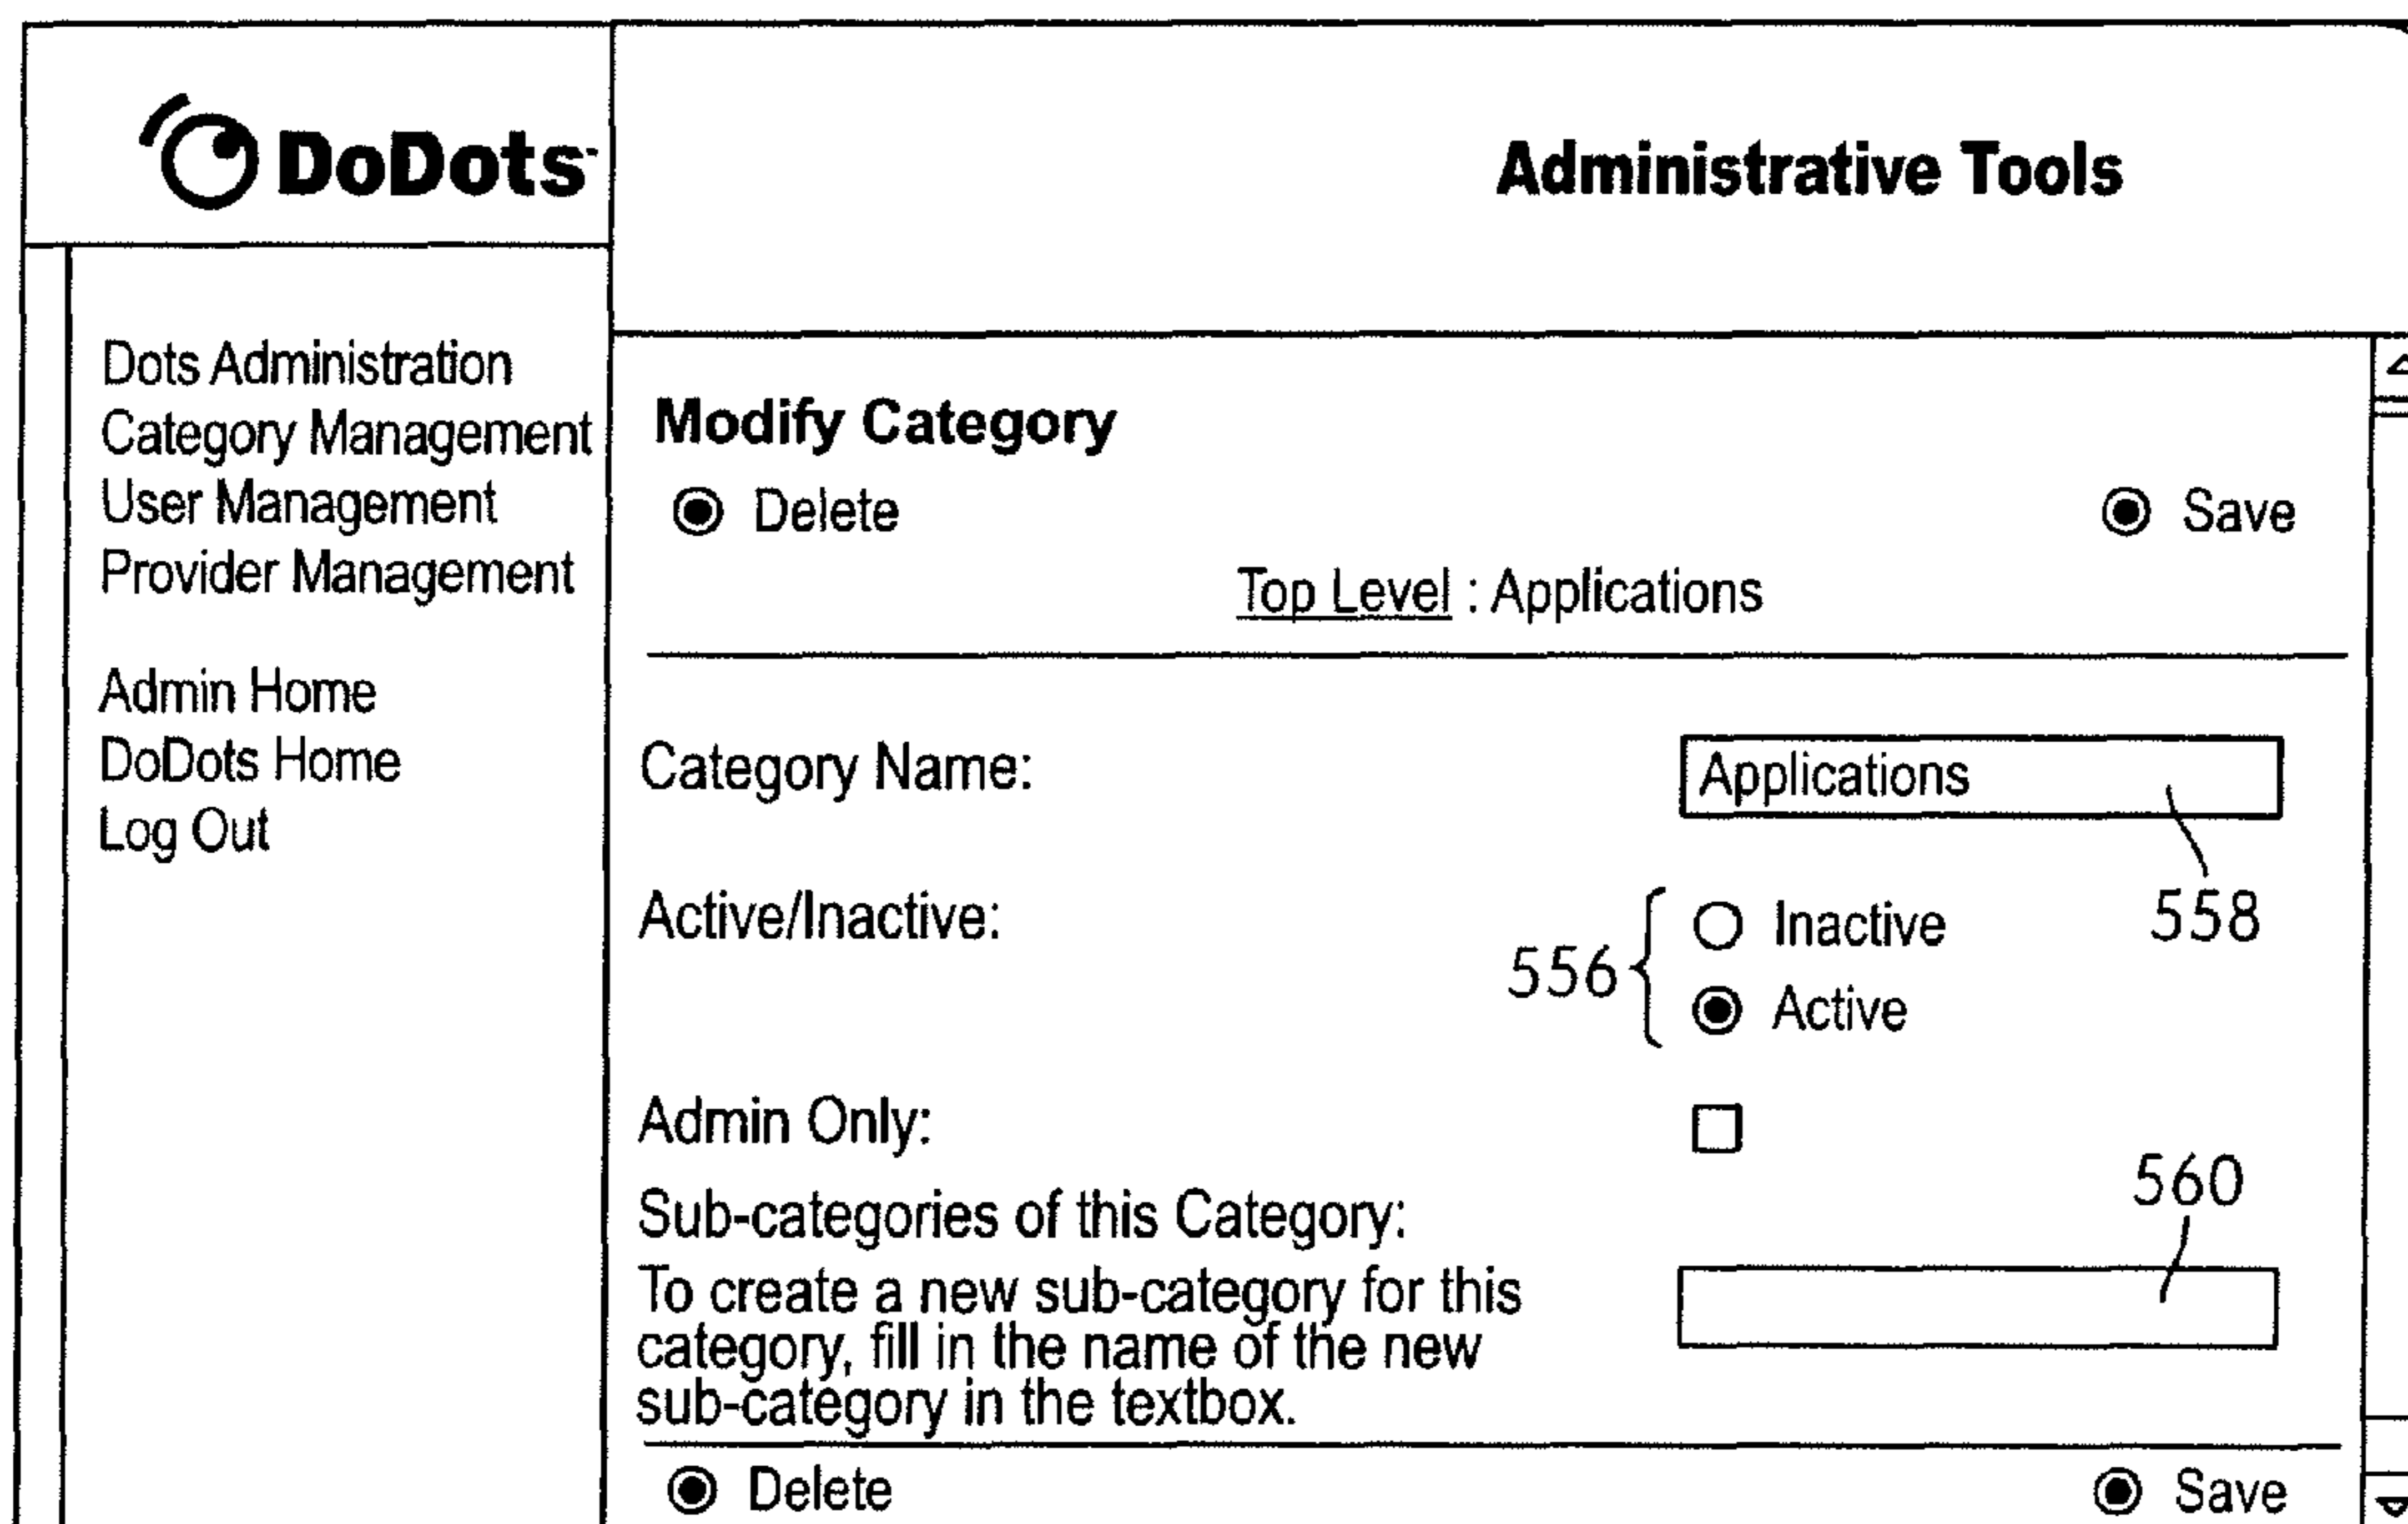 DoDots
Administrative Tools
Dots Administration
Category Management
User Management
Provider Management
Admin Home
DoDots Home
Log Out
Modify Category
Delete
Save
Top Level : Applications
Category Name:
Applications
558
Active/Inactive:
556
Inactive
Active
Admin Only:
560
Sub-categories of this Category:
To create a new sub-category for this
category, fill in the name of the new
sub-category in the textbox.
Delete
Save